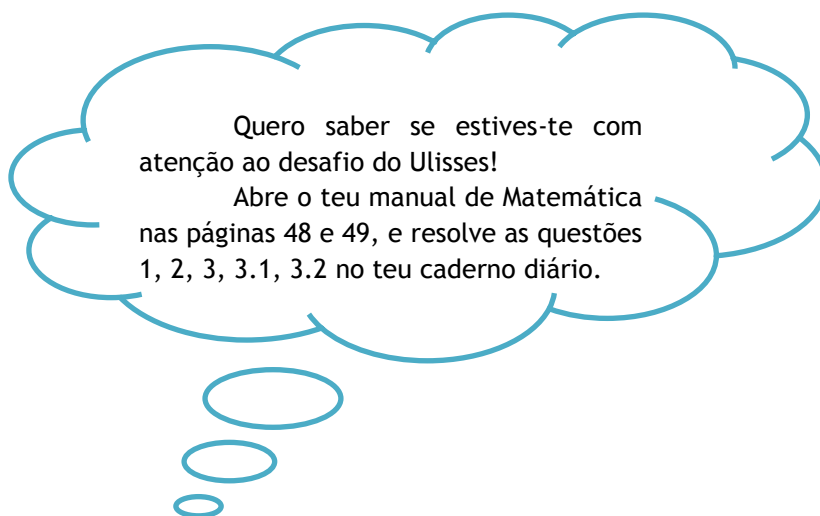 Quero saber se estives-te com
atenção ao desafio do Ulisses!
Abre o teu manual de Matemática
nas páginas 48 e 49, e resolve as questões
1, 2, 3, 3.1, 3.2 no teu caderno diário.